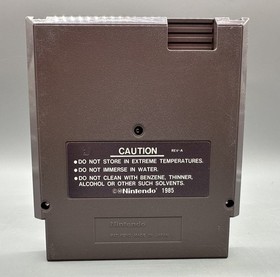 CAUTION REV-A
●DO NOT STORE IN EXTREME TEMPERATURES.
●DO NOT IMMERSE IN WATER.
●DO NOT CLEAN WITH BENZENE, THINNER,
ALCOHOL OR OTHER SUCH SOLVENTS.
©®Nintendo® 1985